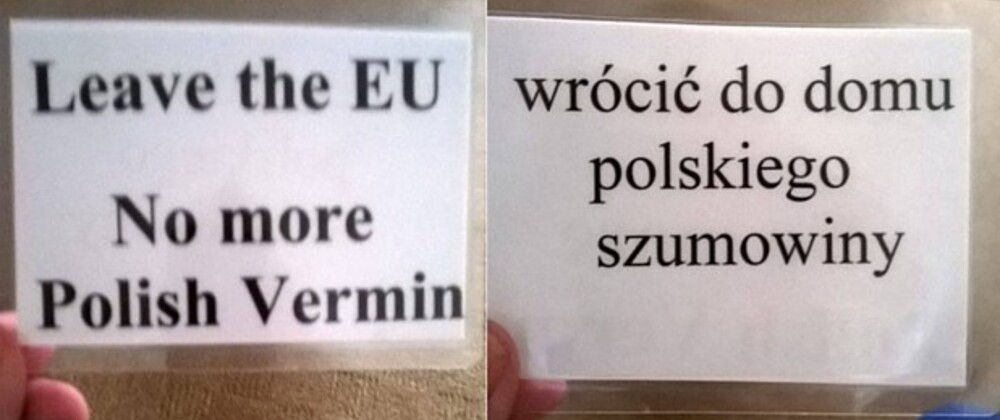 Leave the EU
No more
Polish Vermin
wrócić do domu
polskiego
szumowiny